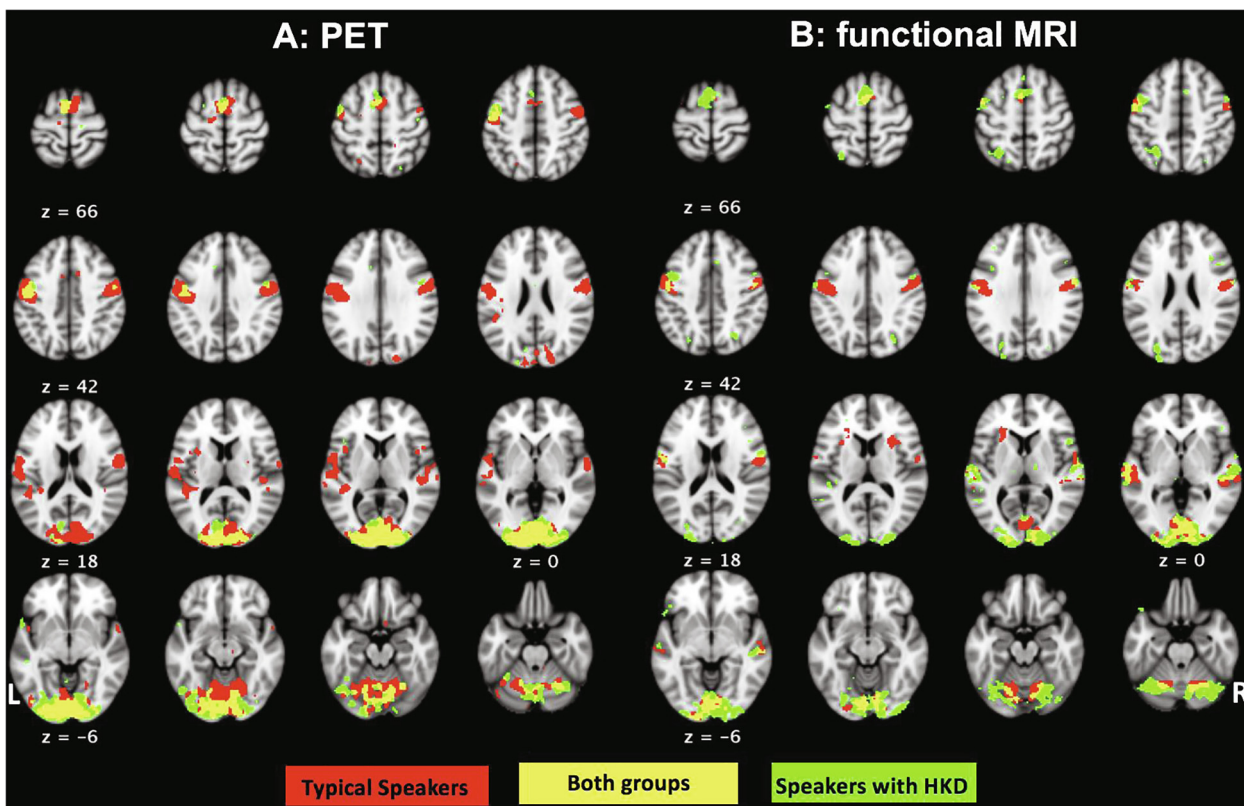 A: PET
B: functional MRI
z = 66
z = 66
z = 42
z = 42
z = 18
z = 0
z = 18
z = 0
L
R
z = –6
z = –6
Typical Speakers
Both groups
Speakers with HKD